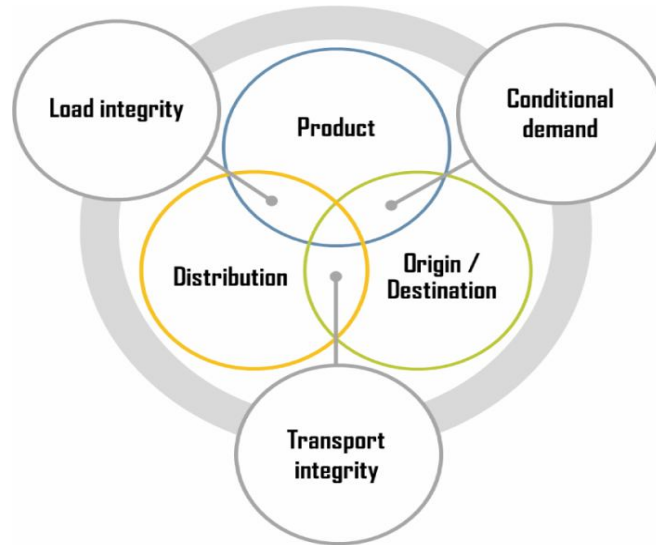 Load integrity
Conditional
demand
Product
Distribution
Origin /
Destination
Transport
integrity